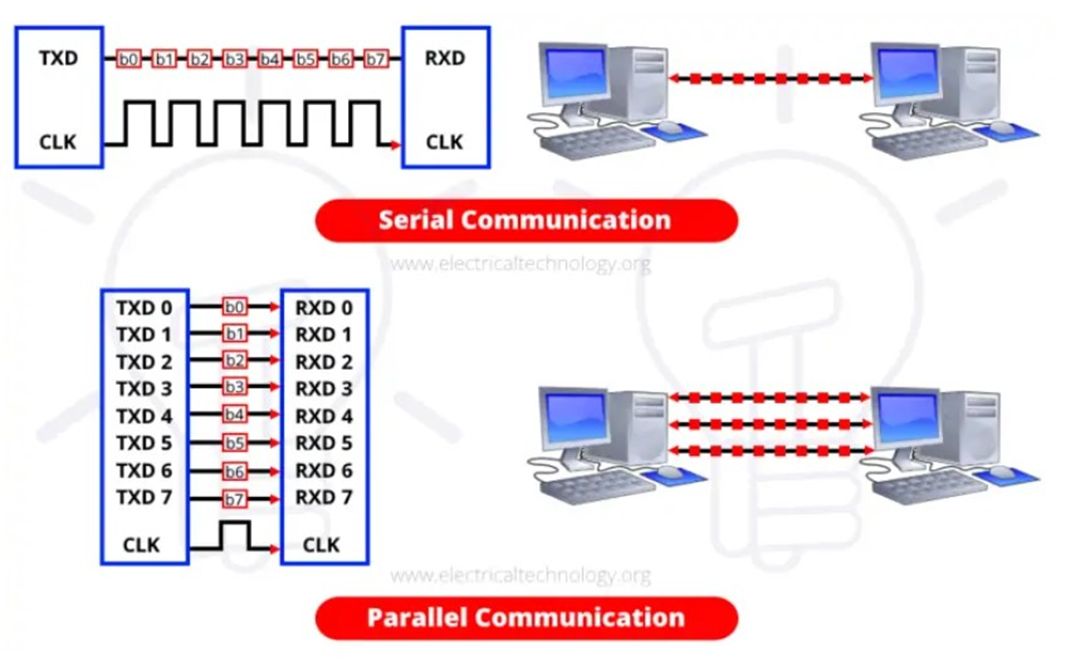 TXD b0 b1 b2 b3 b4 b5 b6 b7 RXD
CLK CLK
Serial Communication
www.electricaltechnology.org
TXD 0 b0 RXD 0
TXD 1 b1 RXD 1
TXD 2 b2 RXD 2
TXD 3 b3 RXD 3
TXD 4 b4 RXD 4
TXD 5 b5 RXD 5
TXD 6 b6 RXD 6
TXD 7 b7 RXD 7
CLK CLK
www.electricaltechnology.org
Parallel Communication